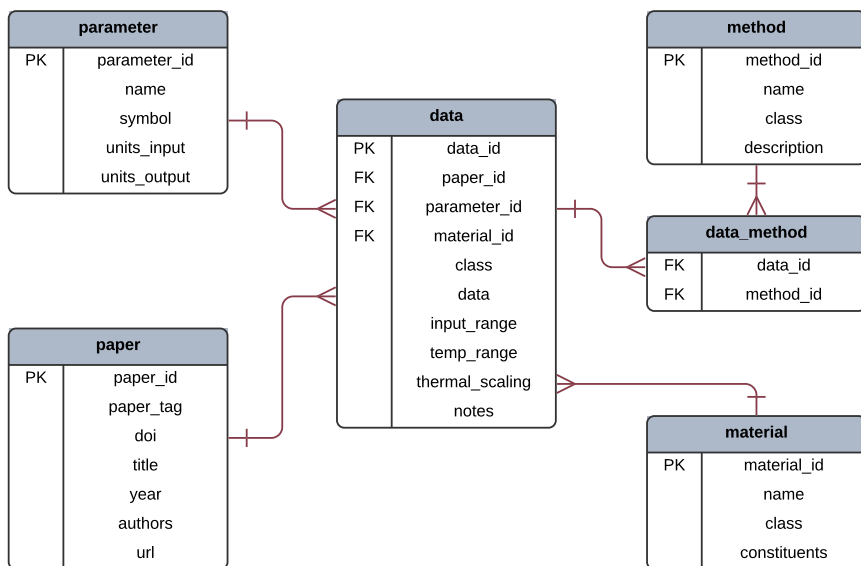 parameter
PK parameter_id
name
symbol
units_input
units_output
paper
PK paper_id
paper_tag
doi
title
year
authors
url
data
PK data_id
FK paper_id
FK parameter_id
FK material_id
class
data
input_range
temp_range
thermal_scaling
notes
method
PK method_id
name
class
description
data_method
FK data_id
FK method_id
material
PK material_id
name
class
constituents